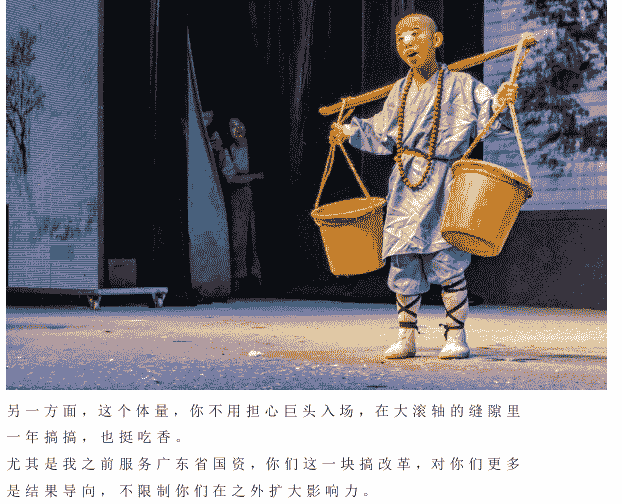 另一方面，这个体量，你不用担心巨头入场，在大滚轴的缝隙里
一年搞搞，也挺吃香。
尤其是我之前服务广东省国资，你们这一块搞改革，对你们更多
是结果导向，不限制你们在之外扩大影响力。